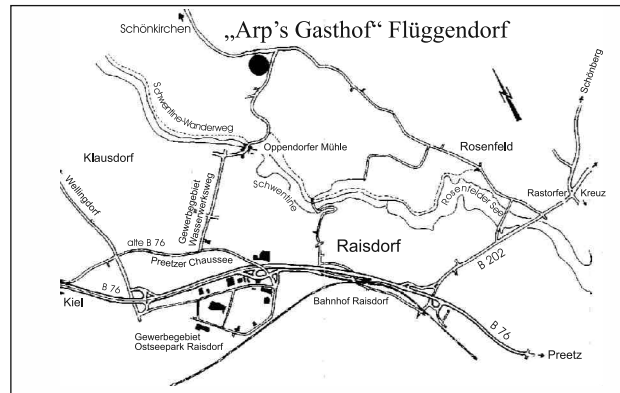 „Arp's Gasthof“ Flüggendorf
Schönkirchen
Schönberg
Schwentine-Wanderweg
Oppendorfer Mühle
Rosenfeld
Klausdorf
Wellingdorf
Gewerbegebiet
Wasserwerksweg
Schwentine
Rosenfelder See
Rastorfer Kreuz
Raisdorf
alte B 76
Preetzer Chaussee
B 202
Kiel
B 76
Bahnhof Raisdorf
B 76
Gewerbegebiet
Ostseepark Raisdorf
Preetz